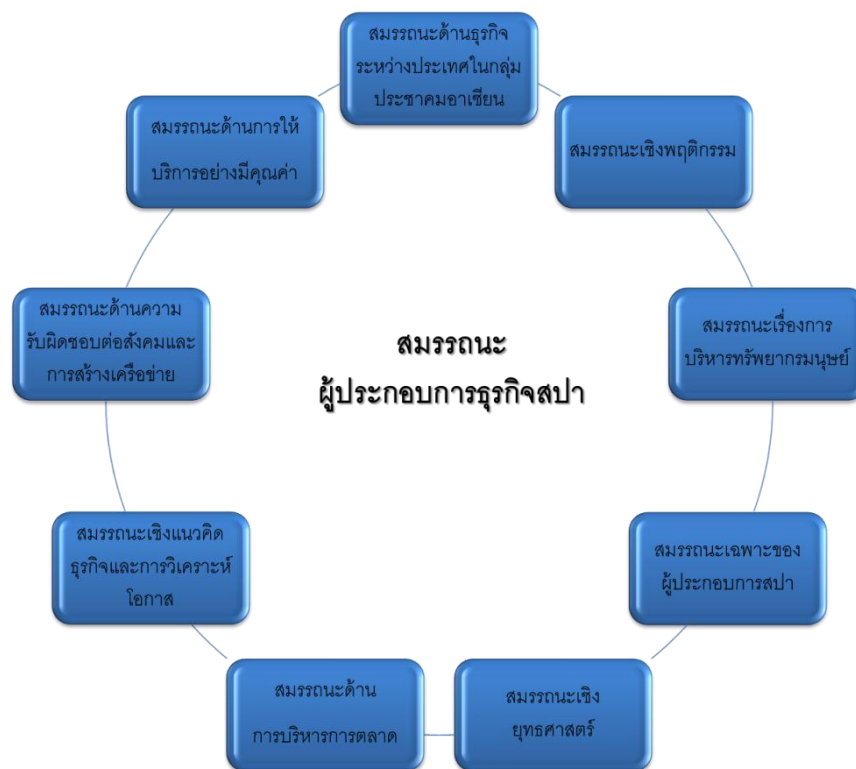 สมรรถนะด้านธุรกิจ
ระหว่างประเทศในกลุ่ม
ประชาคมอาเซียน
สมรรถนะเชิงพฤติกรรม
สมรรถนะเรื่องการ
บริหารทรัพยากรมนุษย์
สมรรถนะเฉพาะของ
ผู้ประกอบการสปา
สมรรถนะเชิง
ยุทธศาสตร์
สมรรถนะด้าน
การบริหารการตลาด
สมรรถนะเชิงแนวคิด
ธุรกิจและการวิเคราะห์
โอกาส
สมรรถนะด้านความ
รับผิดชอบต่อสังคมและ
การสร้างเครือข่าย
สมรรถนะด้านการให้
บริการอย่างมีคุณค่า
สมรรถนะ
ผู้ประกอบการธุรกิจสปา